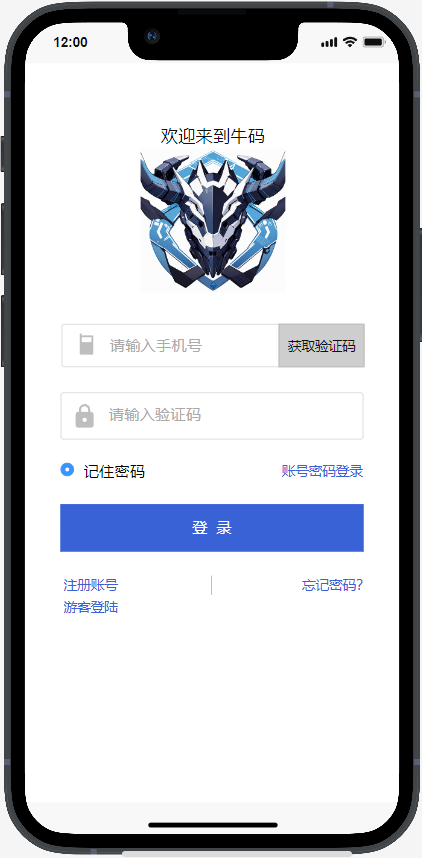 12:00
欢迎来到牛码
请输入手机号 获取验证码
请输入验证码
记住密码 账号密码登录
登 录
注册账号 忘记密码?
游客登陆